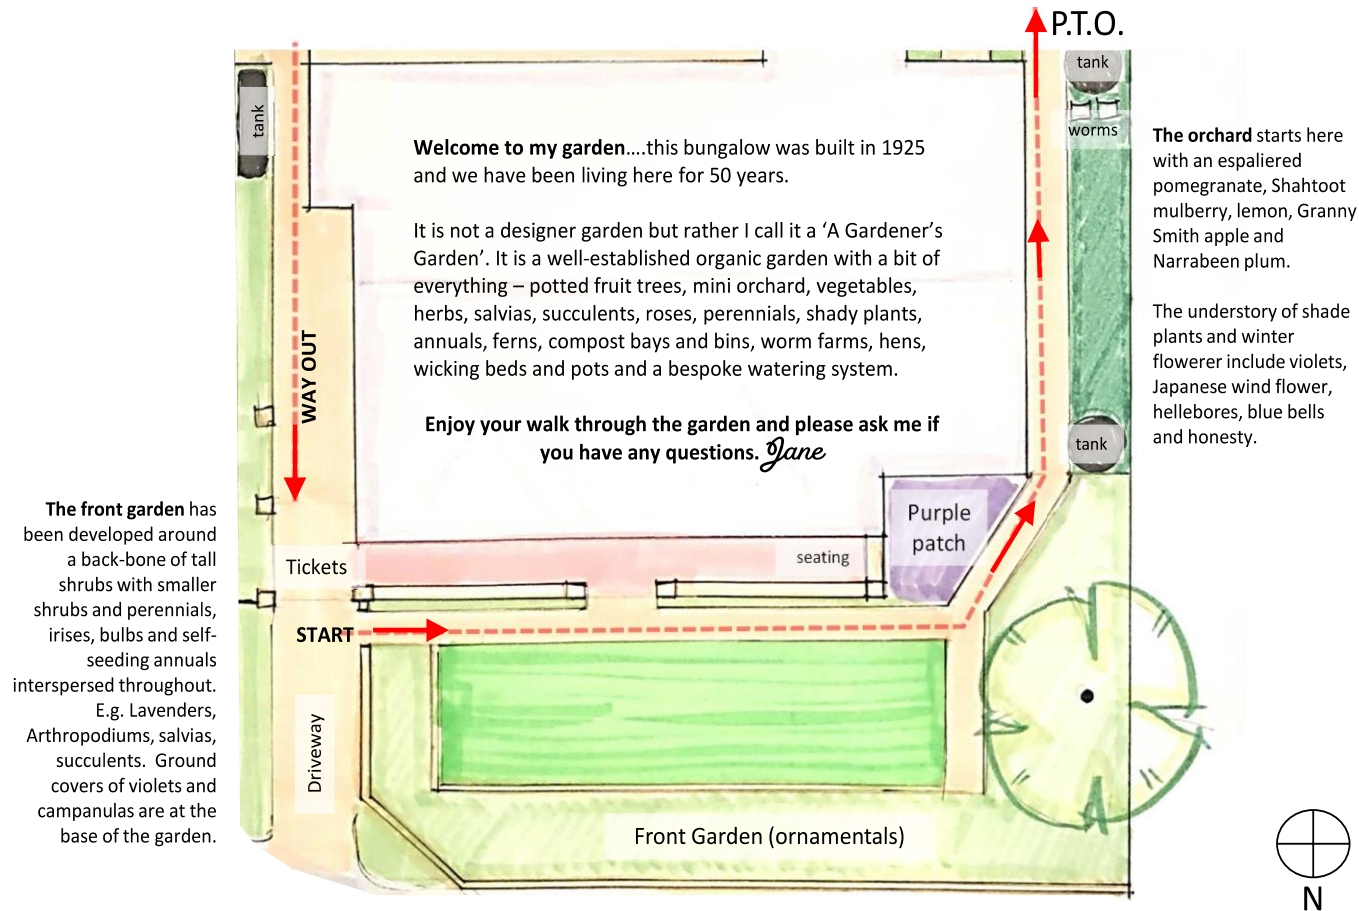 P.T.O.
tank
tank
worms
Welcome to my garden....this bungalow was built in 1925
and we have been living here for 50 years.
It is not a designer garden but rather I call it a ‘A Gardener’s
Garden’. It is a well-established organic garden with a bit of
everything – potted fruit trees, mini orchard, vegetables,
herbs, salvias, succulents, roses, perennials, shady plants,
annuals, ferns, compost bays and bins, worm farms, hens,
wicking beds and pots and a bespoke watering system.
Enjoy your walk through the garden and please ask me if
you have any questions. Jane
The orchard starts here
with an espaliered
pomegranate, Shahtoot
mulberry, lemon, Granny
Smith apple and
Narrabeen plum.
The understory of shade
plants and winter
flowerer include violets,
Japanese wind flower,
hellebores, blue bells
and honesty.
WAY OUT
tank
The front garden has
been developed around
a back-bone of tall
shrubs with smaller
shrubs and perennials,
irises, bulbs and self-
seeding annuals
interspersed throughout.
E.g. Lavenders,
Arthropodiums, salvias,
succulents.  Ground
covers of violets and
campanulas are at the
base of the garden.
Purple
patch
seating
Tickets
START
Driveway
Front Garden (ornamentals)
N